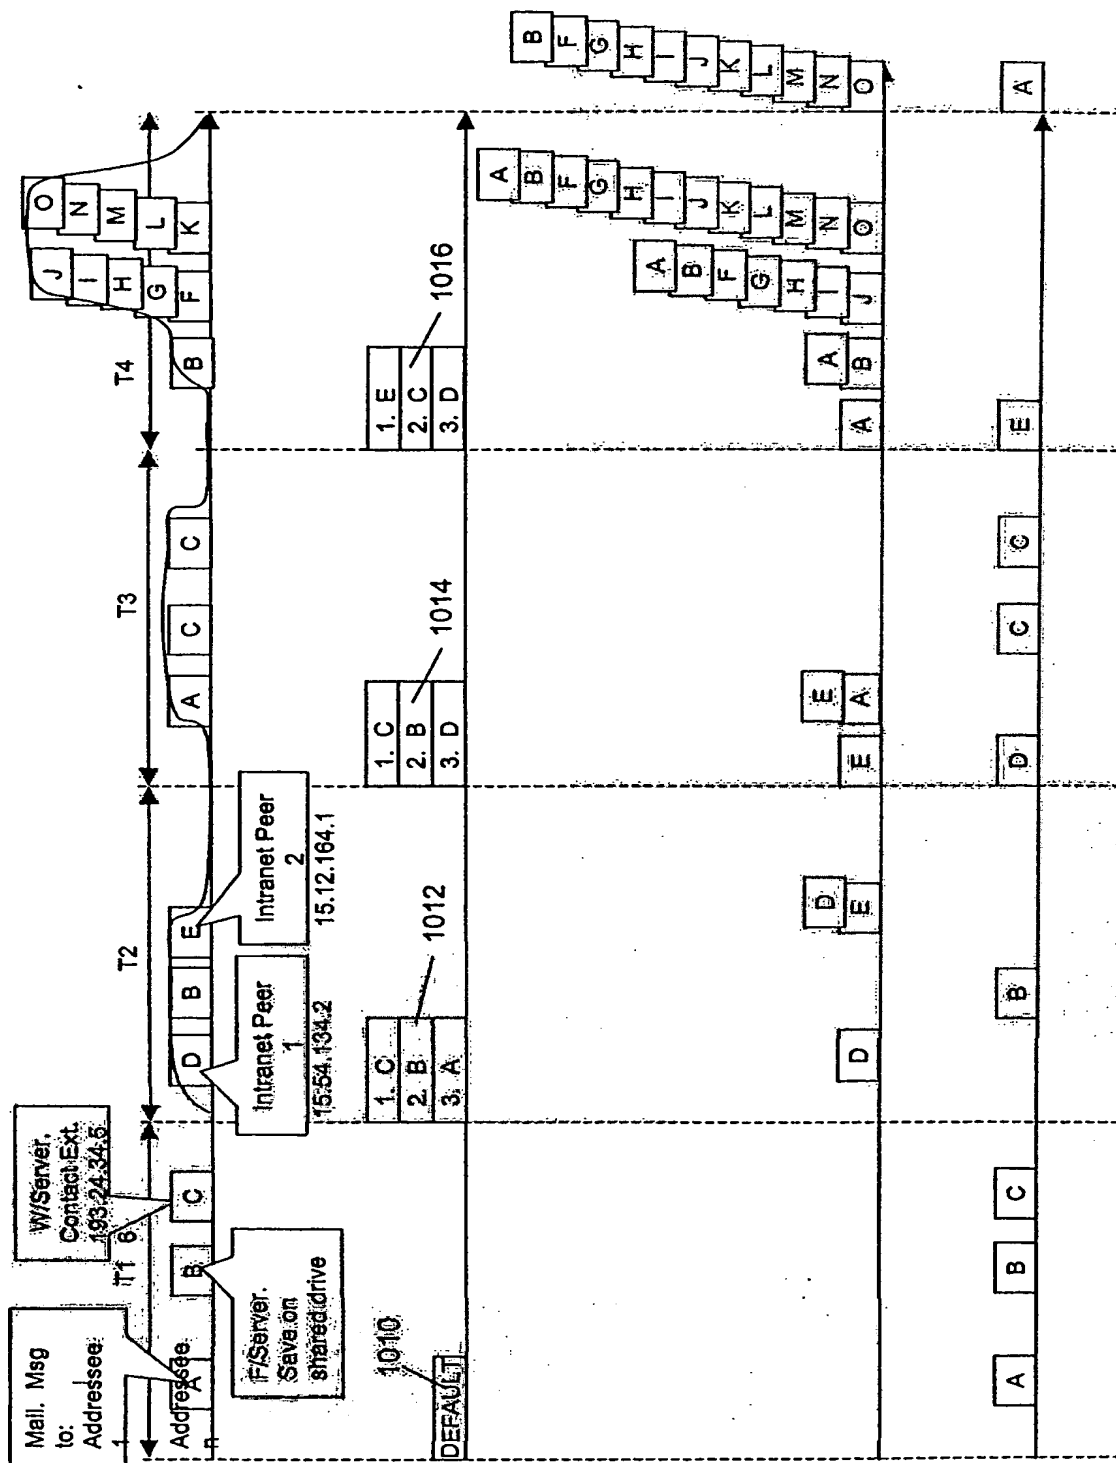 Mail. Msg
to:
Addressee
1
Addressee
n
W/Server.
Contact Ext.
193.24.34.5
6
T1
T2
T3
T4
A
B
C
D
B
E
A
C
C
B
J
I
H
G
F
O
N
M
L
K
F/Server.
Save on
shared drive
Intranet Peer
1
15.54.134.2
Intranet Peer
2
15.12.164.1
1010
DEFAULT
1012
1. C
2. B
3. A
1014
1. C
2. B
3. D
1016
1. E
2. C
3. D
D
D
E
E
E
A
A
A
B
A
B
F
G
H
I
J
A
B
F
G
H
I
J
K
L
M
N
O
B
F
G
H
I
J
K
L
M
N
O
A
B
C
B
D
C
C
E
A